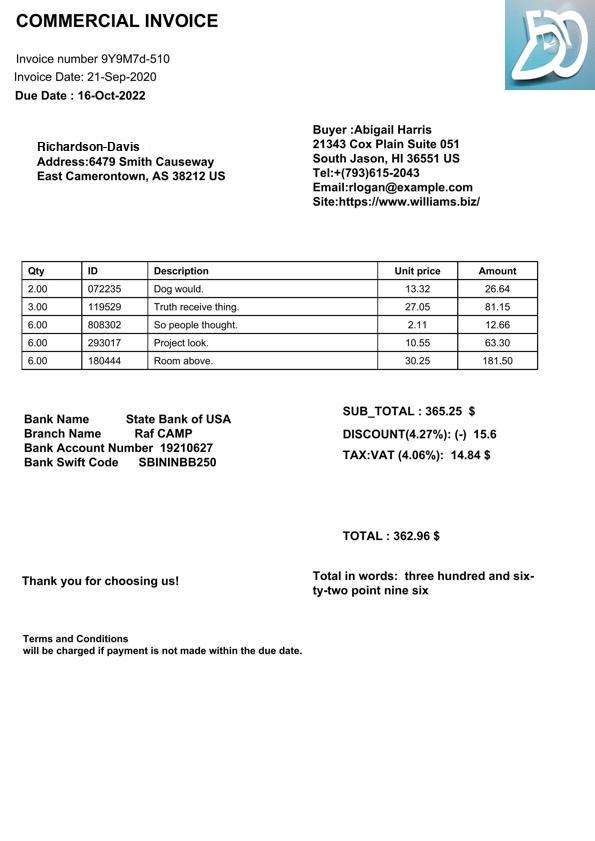 COMMERCIAL INVOICE
Invoice number 9Y9M7d-510
Invoice Date: 21-Sep-2020
Due Date : 16-Oct-2022
Richardson-Davis
Address:6479 Smith Causeway
East Camerontown, AS 38212 US
Buyer :Abigail Harris
21343 Cox Plain Suite 051
South Jason, HI 36551 US
Tel:+(793)615-2043
Email:rlogan@example.com
Site:https://www.williams.biz/
Qty ID Description Unit price Amount
2.00 072235 Dog would. 13.32 26.64
3.00 119529 Truth receive thing. 27.05 81.15
6.00 808302 So people thought. 2.11 12.66
6.00 293017 Project look. 10.55 63.30
6.00 180444 Room above. 30.25 181.50
Bank Name State Bank of USA
Branch Name Raf CAMP
Bank Account Number 19210627
Bank Swift Code SBININBB250
SUB_TOTAL : 365.25 $
DISCOUNT(4.27%): (-) 15.6
TAX:VAT (4.06%): 14.84 $
TOTAL : 362.96 $
Thank you for choosing us!
Total in words: three hundred and six-
ty-two point nine six
Terms and Conditions
will be charged if payment is not made within the due date.